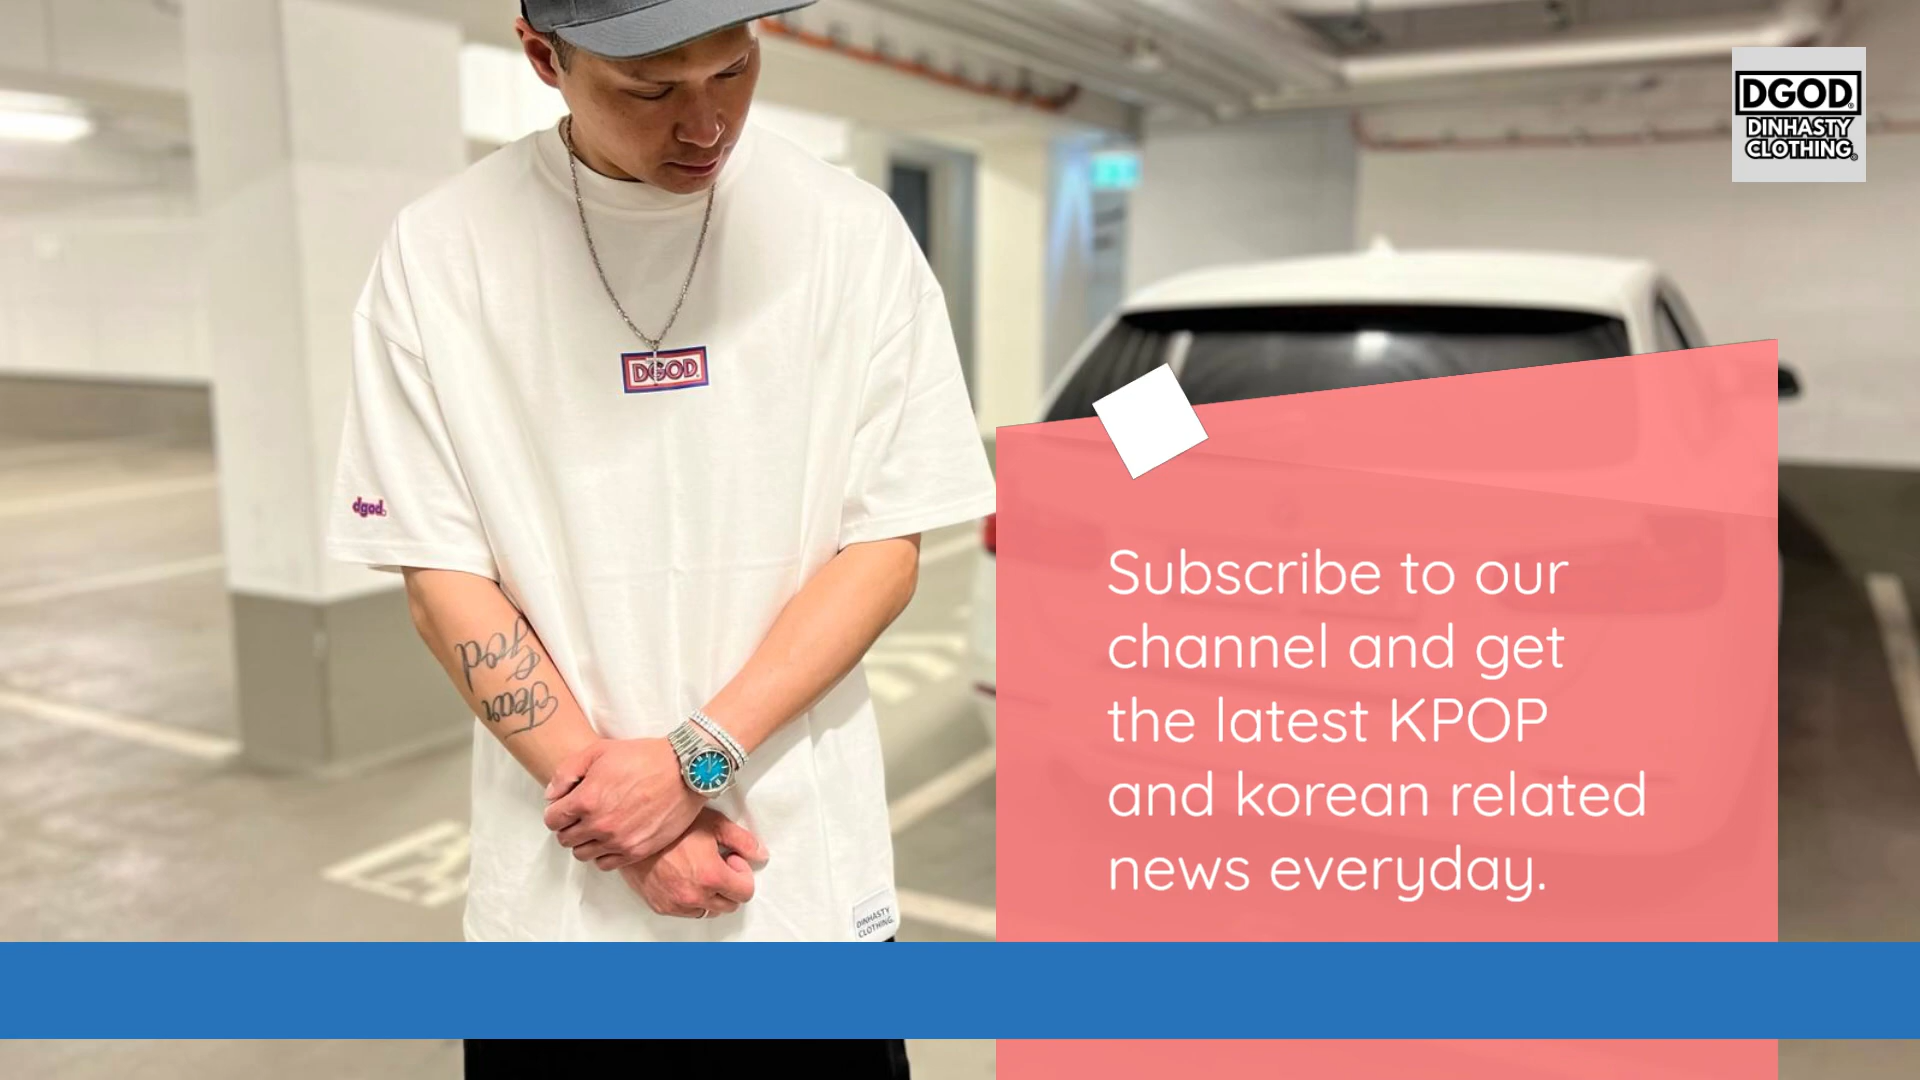 DGOD
DINHASTY
CLOTHING
DGOD.
dgod.
God
Fear
DINHASTY
CLOTHING.
Subscribe to our
channel and get
the latest KPOP
and korean related
news everyday.